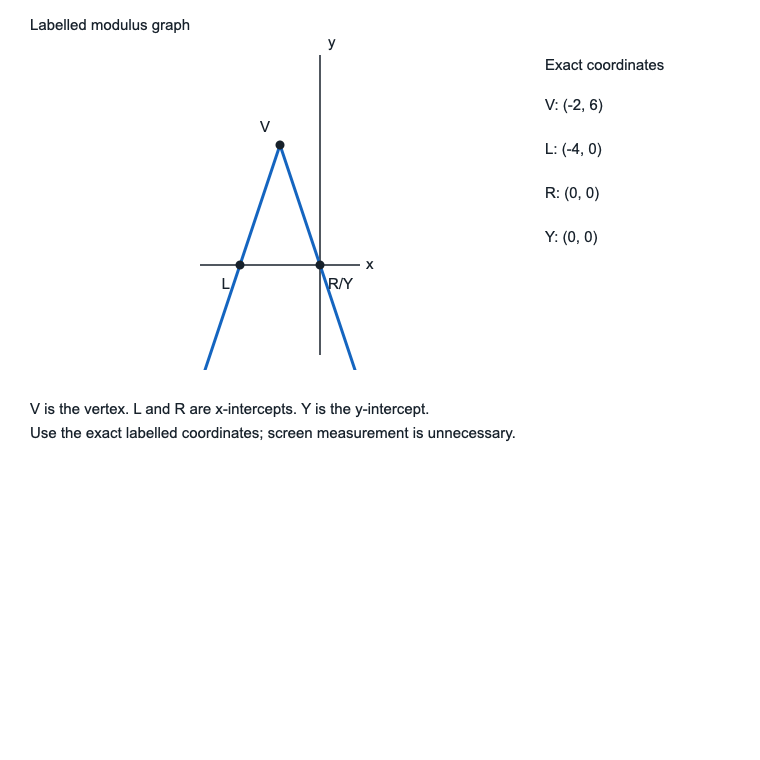 Labelled modulus graph
y
Exact coordinates
V: (-2, 6)
V
L: (-4, 0)
R: (0, 0)
Y: (0, 0)
x
L
R/Y
V is the vertex. L and R are x-intercepts. Y is the y-intercept.
Use the exact labelled coordinates; screen measurement is unnecessary.